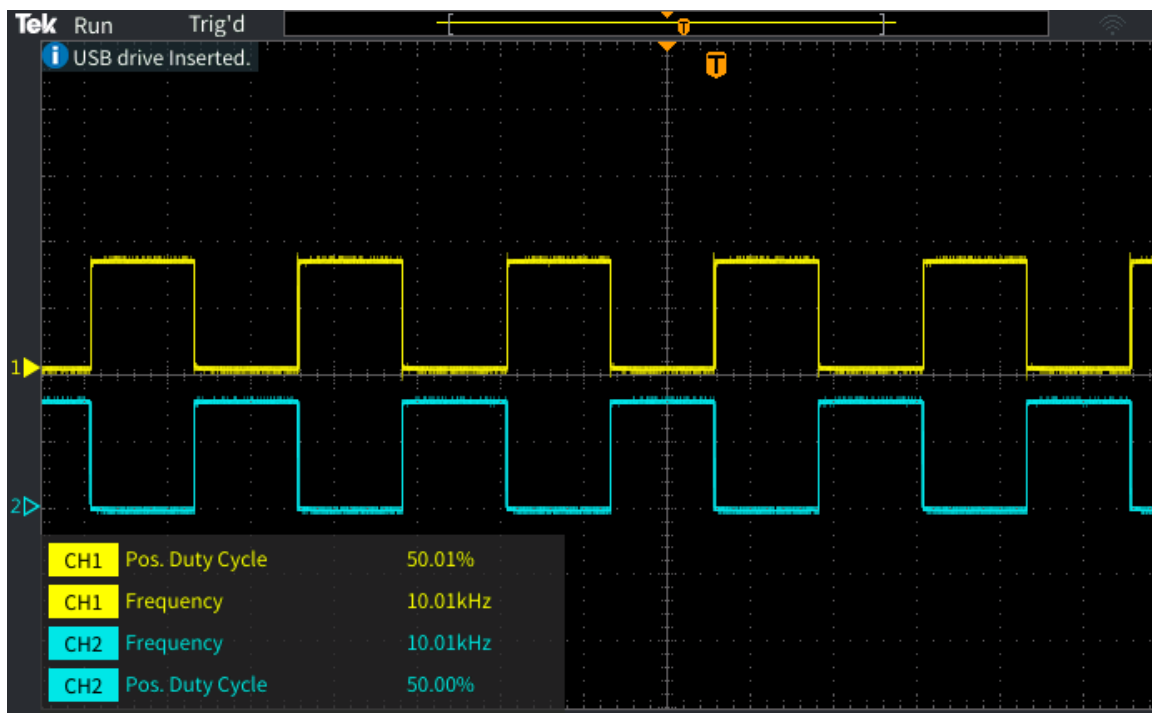 Tek Run Trig'd
T
i USB drive Inserted.
T
1
2
CH1 Pos. Duty Cycle 50.01%
CH1 Frequency 10.01kHz
CH2 Frequency 10.01kHz
CH2 Pos. Duty Cycle 50.00%